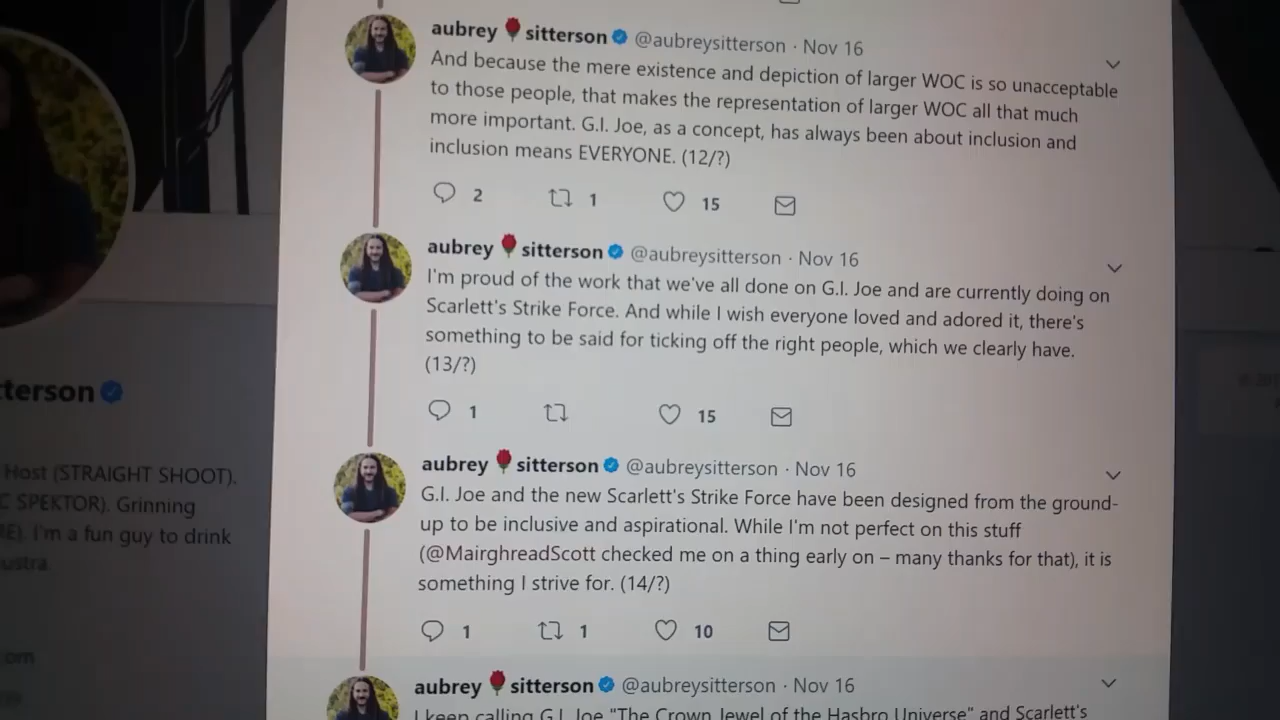 aubrey 🌹 sitterson @aubreysitterson · Nov 16
And because the mere existence and depiction of larger WOC is so unacceptable
to those people, that makes the representation of larger WOC all that much
more important. G.I. Joe, as a concept, has always been about inclusion and
inclusion means EVERYONE. (12/?)
2 1 15
aubrey 🌹 sitterson @aubreysitterson · Nov 16
I'm proud of the work that we've all done on G.I. Joe and are currently doing on
Scarlett's Strike Force. And while I wish everyone loved and adored it, there's
something to be said for ticking off the right people, which we clearly have.
(13/?)
1 15
aubrey 🌹 sitterson @aubreysitterson · Nov 16
G.I. Joe and the new Scarlett's Strike Force have been designed from the ground-
up to be inclusive and aspirational. While I'm not perfect on this stuff
(@MairghreadScott checked me on a thing early on – many thanks for that), it is
something I strive for. (14/?)
1 1 10
aubrey 🌹 sitterson @aubreysitterson · Nov 16
I keep calling G.I. Joe "The Crown Jewel of the Hasbro Universe" and Scarlett's
tterson
Host (STRAIGHT SHOOT).
C SPEKTOR). Grinning
RE). I'm a fun guy to drink
ustra
om